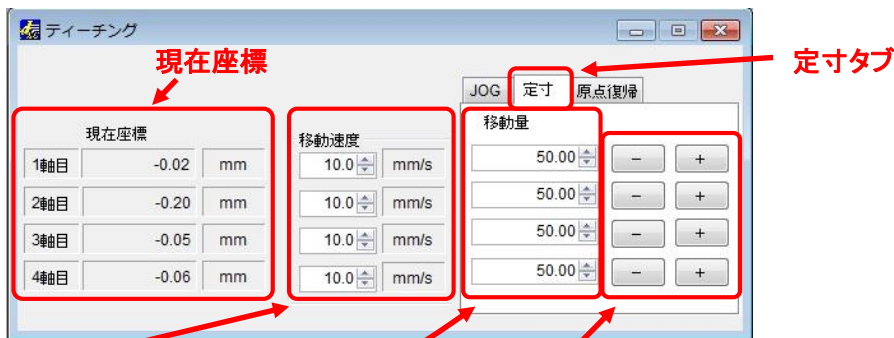 ティーチング
現在座標
定寸タブ
JOG 定寸 原点復帰
現在座標 移動速度 移動量
1軸目 -0.02 mm 10.0 mm/s 50.00 - +
2軸目 -0.20 mm 10.0 mm/s 50.00 - +
3軸目 -0.05 mm 10.0 mm/s 50.00 - +
4軸目 -0.06 mm 10.0 mm/s 50.00 - +